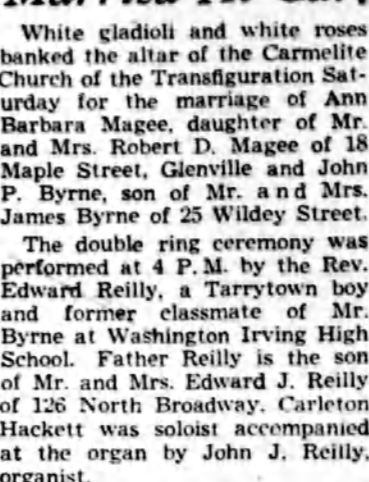 White gladioli and white roses
banked the altar of the Carmelite
Church of the Transfiguration Sat-
urday for the marriage of Ann
Barbara Magee, daughter of Mr.
and Mrs. Robert D. Magee of 18
Maple Street, Glenville and John
P. Byrne, son of Mr. and Mrs.
James Byrne of 25 Wildey Street.
The double ring ceremony was
performed at 4 P. M. by the Rev.
Edward Reilly, a Tarrytown boy
and former classmate of Mr.
Byrne at Washington Irving High
School. Father Reilly is the son
of Mr. and Mrs. Edward J. Reilly
of 126 North Broadway. Carleton
Hackett was soloist accompanied
at the organ by John J. Reilly,
organist.